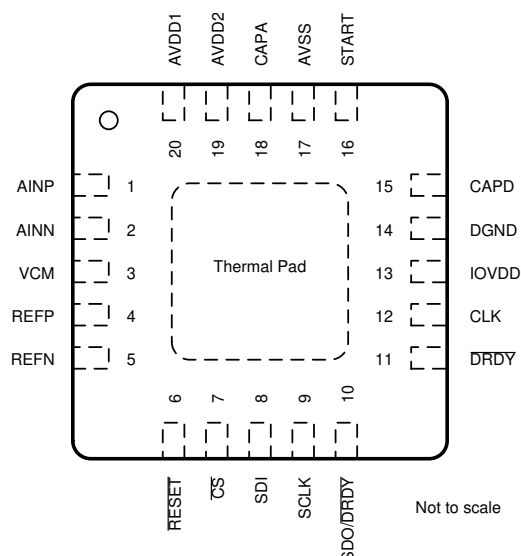 AVDD1
AVDD2
CAPA
AVSS
START
20
19
18
17
16
AINP 1
AINN 2
VCM 3
REFP 4
REFN 5
Thermal Pad
15 CAPD
14 DGND
13 IOVDD
12 CLK
11 DRDY
6
7
8
9
10
RESET
CS
SDI
SCLK
SDO/DRDY
Not to scale